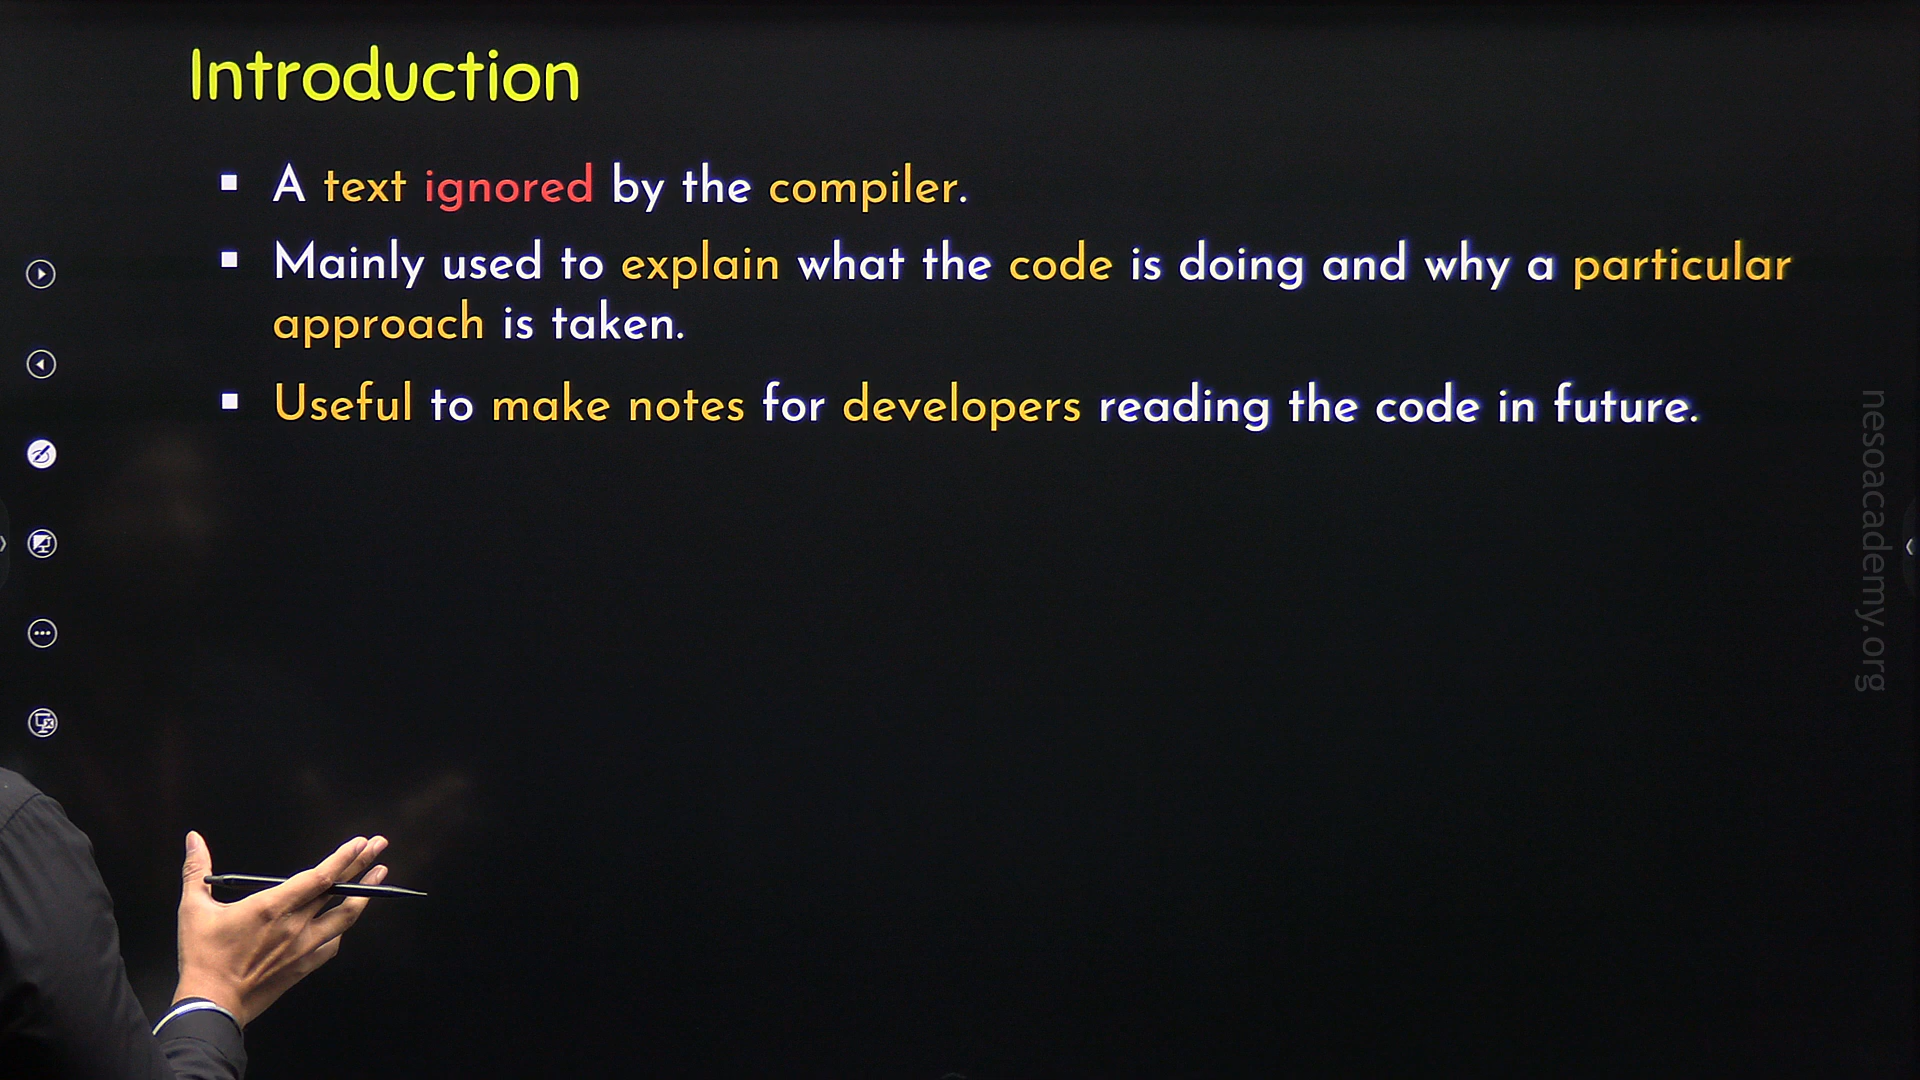 Introduction
▪ A text ignored by the compiler.
▪ Mainly used to explain what the code is doing and why a particular
approach is taken.
▪ Useful to make notes for developers reading the code in future.
nesoacademy.org